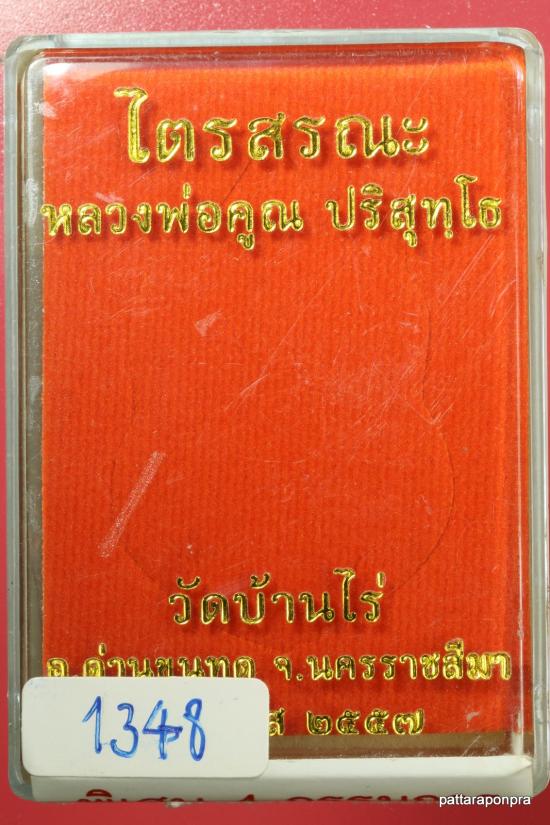 ไตรสรณะ
หลวงพ่อคูณ ปริสุทฺโธ
วัดบ้านไร่
อ.ด่านขุนทด จ.นครราชสีมา
๒๕๕๗
1348
pattaraponpra